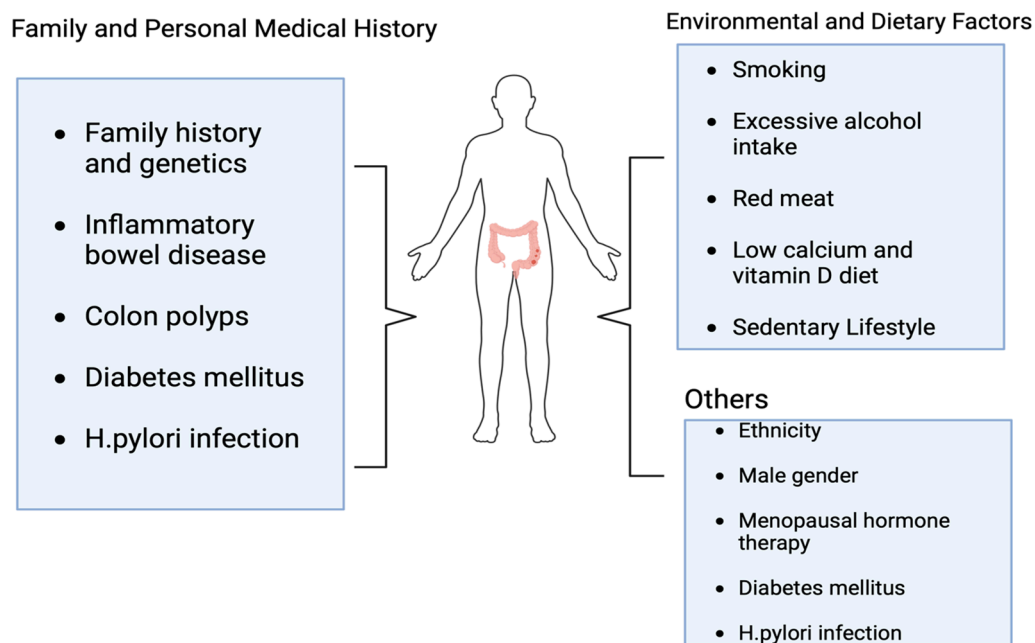 Family and Personal Medical History
• Family history
and genetics
• Inflammatory
bowel disease
• Colon polyps
• Diabetes mellitus
• H.pylori infection
Environmental and Dietary Factors
• Smoking
• Excessive alcohol
intake
• Red meat
• Low calcium and
vitamin D diet
• Sedentary Lifestyle
Others
• Ethnicity
• Male gender
• Menopausal hormone
therapy
• Diabetes mellitus
• H.pylori infection